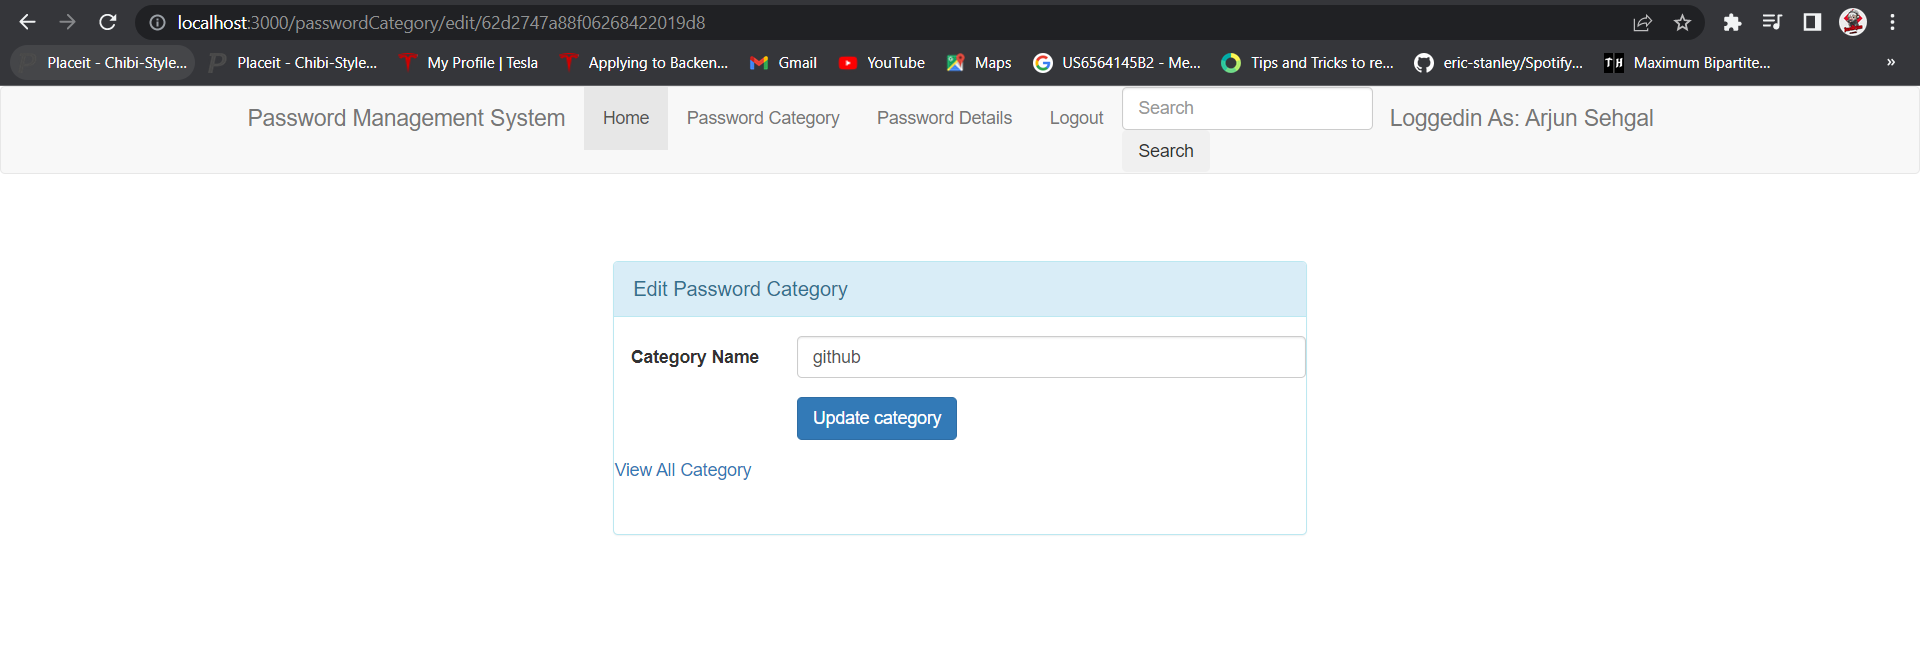 localhost:3000/passwordCategory/edit/62d2747a88f06268422019d8
Placeit - Chibi-Style... Placeit - Chibi-Style... My Profile | Tesla Applying to Backen... Gmail YouTube Maps US6564145B2 - Me... Tips and Tricks to re... eric-stanley/Spotify... TH Maximum Bipartite... »
Password Management System Home Password Category Password Details Logout Search Loggedin As: Arjun Sehgal
Search
Edit Password Category
Category Name github
Update category
View All Category